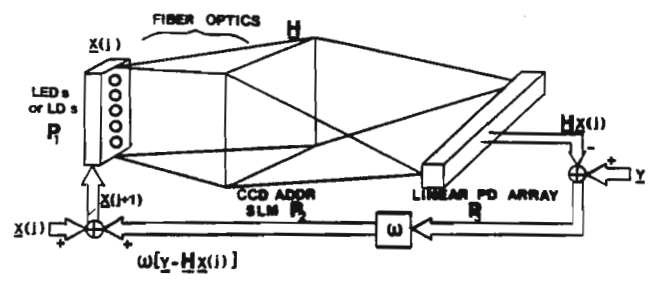 FIBER OPTICS
x(j)
H
LEDs
or LDs
P1
Hx(j)
-
+
y
x(j+1)
CCD ADDR
SLM P2
LINEAR PD ARRAY
P3
x(j)
+
+
ω
ω[y-Hx(j)]